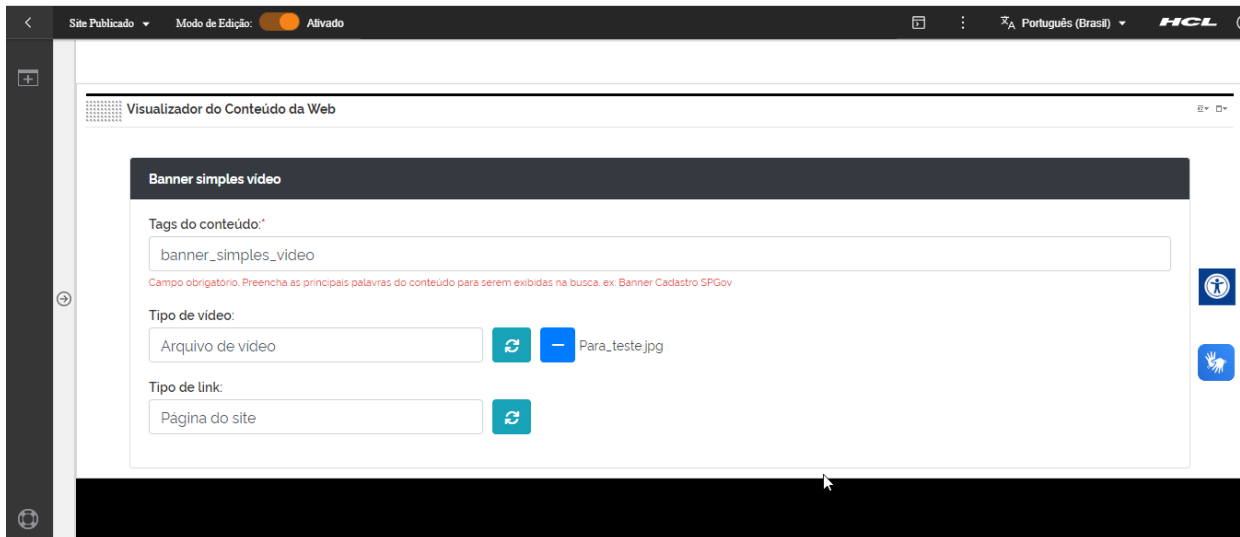 Site Publicado Modo de Edição: Ativado Português (Brasil) HCL
Visualizador do Conteúdo da Web
Banner simples vídeo
Tags do conteúdo:*
banner_simples_video
Campo obrigatório. Preencha as principais palavras do conteúdo para serem exibidas na busca. ex: Banner Cadastro SPGov
Tipo de vídeo:
Arquivo de vídeo Para_teste.jpg
Tipo de link:
Página do site